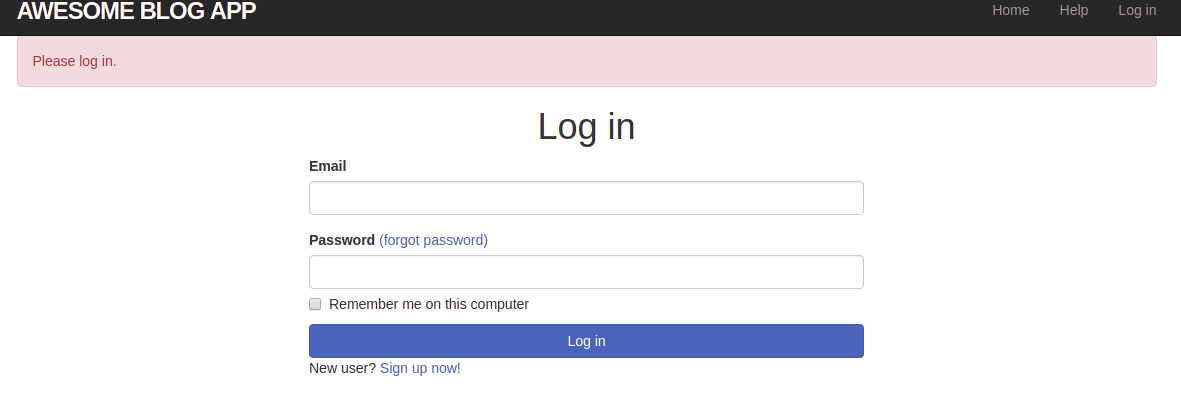 AWESOME BLOG APP Home Help Log in
Please log in.
Log in
Email
Password (forgot password)
Remember me on this computer
Log in
New user? Sign up now!